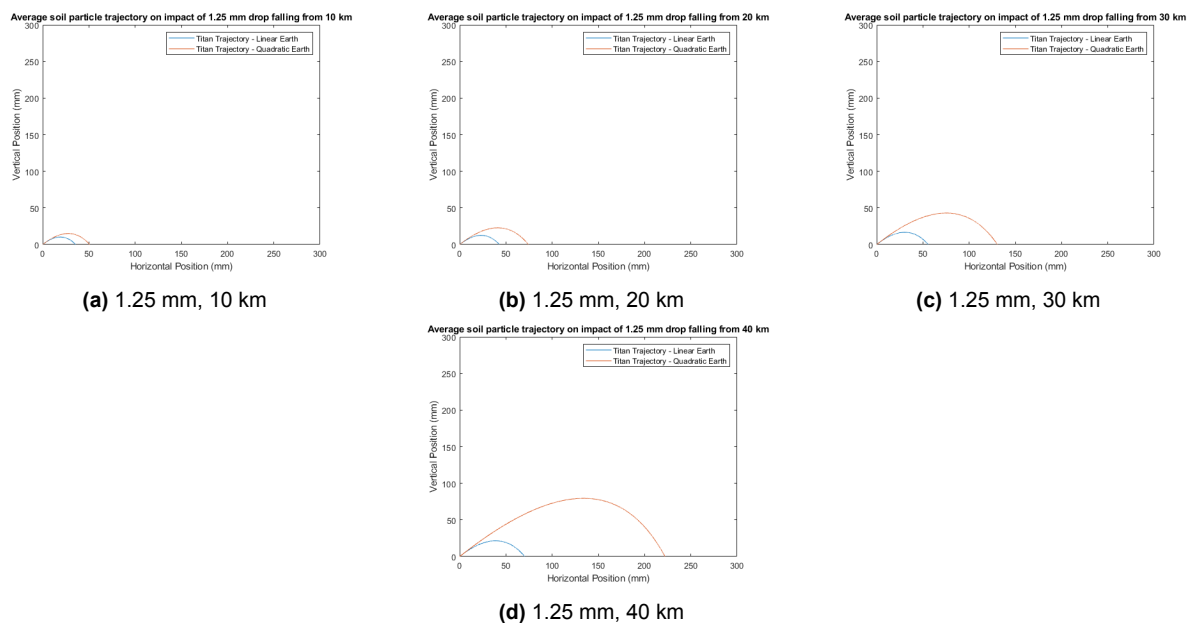 Average soil particle trajectory on impact of 1.25 mm drop falling from 10 km
300
250
200
150
100
50
0
Vertical Position (mm)
Titan Trajectory - Linear Earth
Titan Trajectory - Quadratic Earth
0 50 100 150 200 250 300
Horizontal Position (mm)
(a) 1.25 mm, 10 km
Average soil particle trajectory on impact of 1.25 mm drop falling from 20 km
300
250
200
150
100
50
0
Vertical Position (mm)
Titan Trajectory - Linear Earth
Titan Trajectory - Quadratic Earth
0 50 100 150 200 250 300
Horizontal Position (mm)
(b) 1.25 mm, 20 km
Average soil particle trajectory on impact of 1.25 mm drop falling from 30 km
300
250
200
150
100
50
0
Vertical Position (mm)
Titan Trajectory - Linear Earth
Titan Trajectory - Quadratic Earth
0 50 100 150 200 250 300
Horizontal Position (mm)
(c) 1.25 mm, 30 km
Average soil particle trajectory on impact of 1.25 mm drop falling from 40 km
300
250
200
150
100
50
0
Vertical Position (mm)
Titan Trajectory - Linear Earth
Titan Trajectory - Quadratic Earth
0 50 100 150 200 250 300
Horizontal Position (mm)
(d) 1.25 mm, 40 km